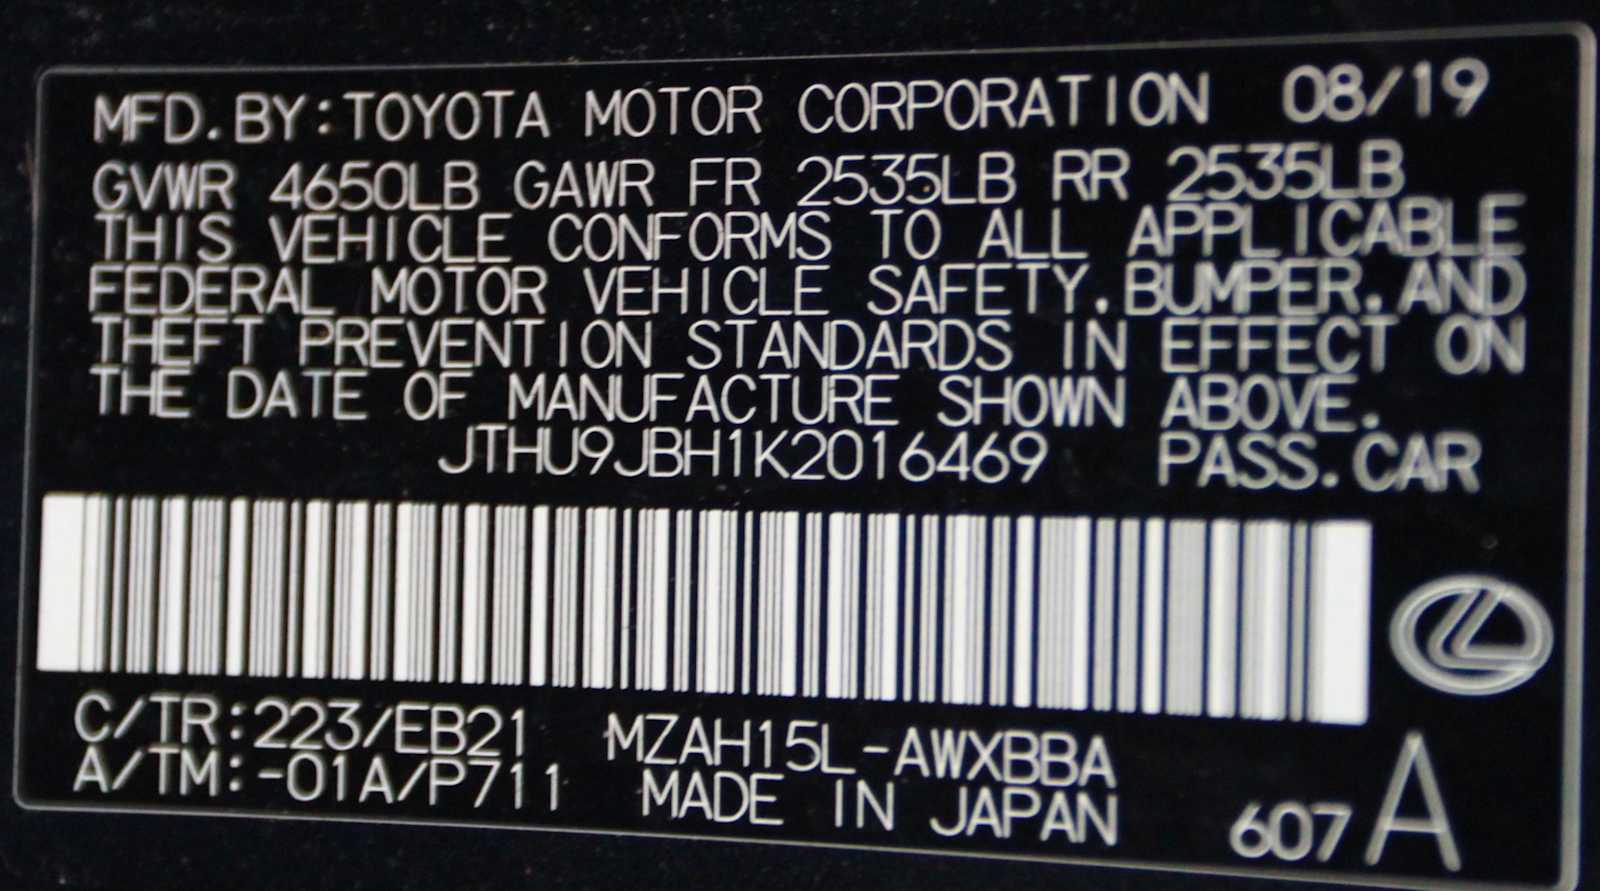 MFD.BY:TOYOTA MOTOR CORPORATION 08/19
GVWR 4650LB GAWR FR 2535LB RR 2535LB
THIS VEHICLE CONFORMS TO ALL APPLICABLE
FEDERAL MOTOR VEHICLE SAFETY, BUMPER, AND
THEFT PREVENTION STANDARDS IN EFFECT ON
THE DATE OF MANUFACTURE SHOWN ABOVE.
JTHU9JBH1K2016469 PASS.CAR
C/TR:223/EB21 MZAH15L-AWXBBA
A/TM:-01A/P711 MADE IN JAPAN
607 A